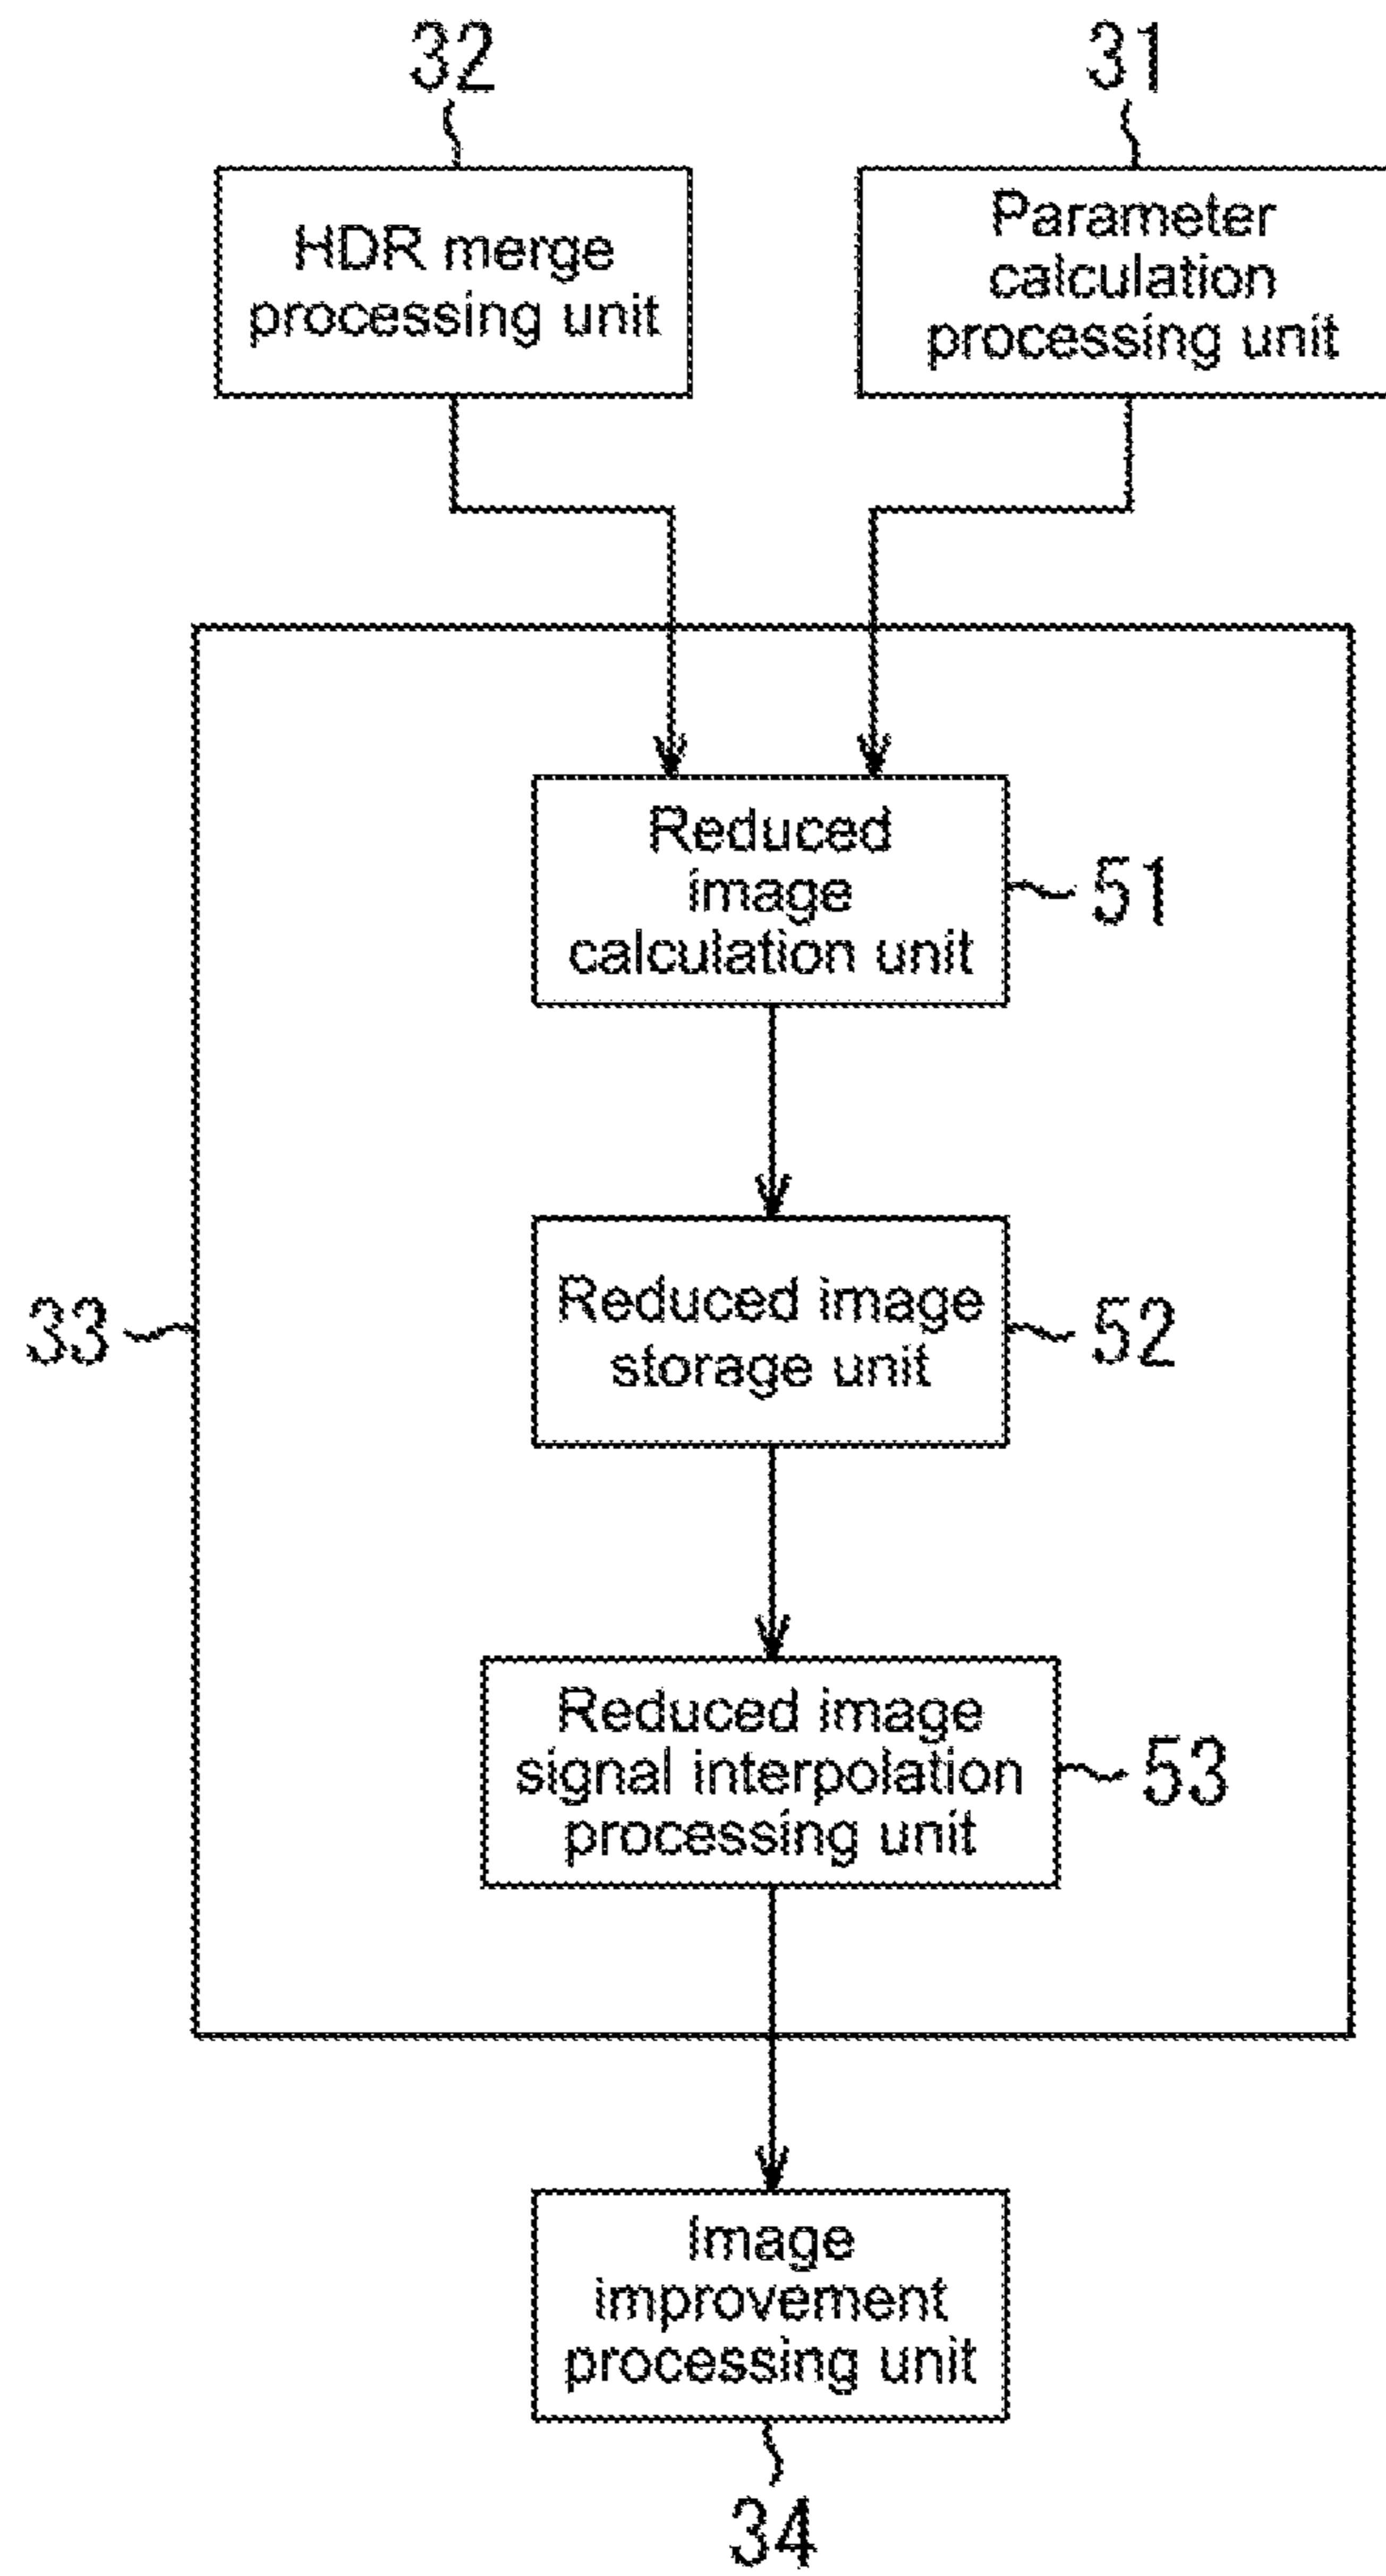 32
31
HDR merge
processing unit
Parameter
calculation
processing unit
Reduced
image
calculation unit
51
33
Reduced image
storage unit
52
Reduced image
signal interpolation
processing unit
53
Image
improvement
processing unit
34